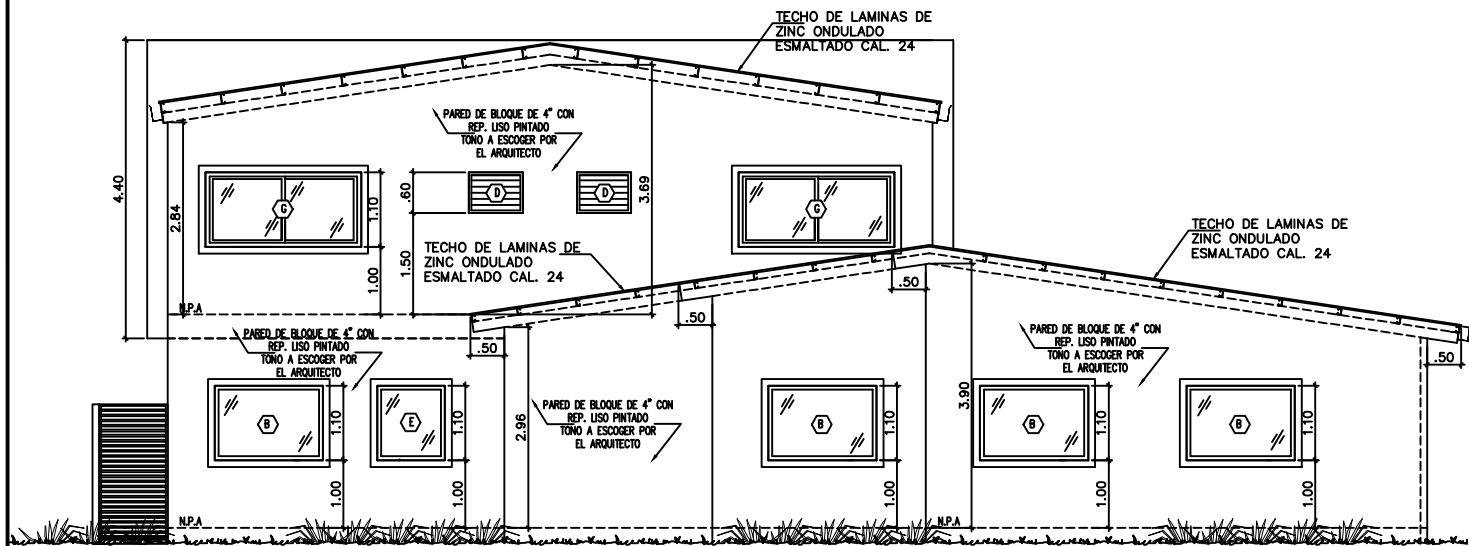 TECHO DE LAMINAS DE
ZINC ONDULADO
ESMALTADO CAL. 24
4.40
PARED DE BLOQUE DE 4" CON
REP. LISO PINTADO
TONO A ESCOGER POR
EL ARQUITECTO
2.84
G
1.10
1.00
.60
1.50
D
D
3.69
G
TECHO DE LAMINAS DE
ZINC ONDULADO
ESMALTADO CAL. 24
TECHO DE LAMINAS DE
ZINC ONDULADO
ESMALTADO CAL. 24
N.P.A
.50
.50
.50
.50
PARED DE BLOQUE DE 4" CON
REP. LISO PINTADO
TONO A ESCOGER POR
EL ARQUITECTO
PARED DE BLOQUE DE 4" CON
REP. LISO PINTADO
TONO A ESCOGER POR
EL ARQUITECTO
PARED DE BLOQUE DE 4" CON
REP. LISO PINTADO
TONO A ESCOGER POR
EL ARQUITECTO
B
1.10
1.00
E
1.10
1.00
2.96
B
1.10
1.00
3.90
B
1.10
1.00
B
1.10
1.00
N.P.A
N.P.A